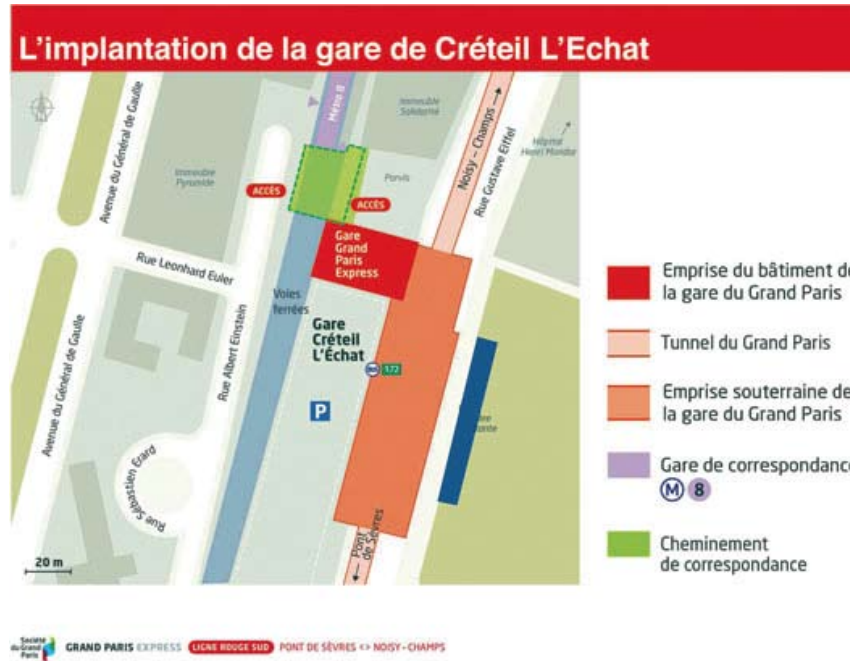 L'implantation de la gare de Créteil L'Echat
Avenue du Général de Gaulle
Métro 8
Immeuble
Solidarité
Noisy – Champs
Rue Gustave Eiffel
Hôpital
Henri Mondor
Immeuble
Pyramide
ACCÈS
Parvis
ACCÈS
Gare
Grand
Paris
Express
Rue Leonhard Euler
Voies
ferrées
Gare
Créteil
L'Échat
Rue Albert Einstein
Avenue du Général de Gaulle
172
P
Rue Sébastien Érard
Pont
de Sèvres
20 m
Emprise du bâtiment de
la gare du Grand Paris
Tunnel du Grand Paris
Emprise souterraine de
la gare du Grand Paris
Gare de correspondance
M 8
Cheminement
de correspondance
Société
du Grand
Paris
GRAND PARIS EXPRESS LIGNE ROUGE SUD PONT DE SÈVRES <> NOISY - CHAMPS